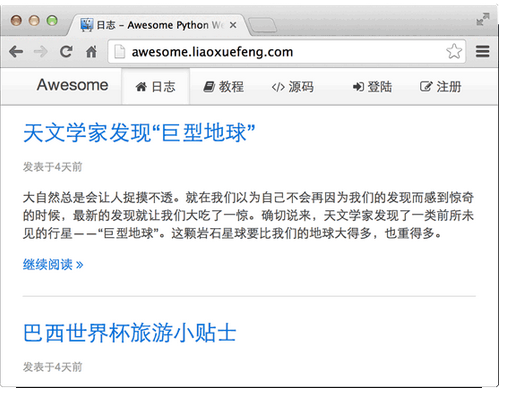 日志 - Awesome Python We
awesome.liaoxuefeng.com
Awesome 日志 教程 </> 源码 登陆 注册
天文学家发现“巨型地球”
发表于4天前
大自然总是会让人捉摸不透。就在我们以为自己不会再因为我们的发现而感到惊奇
的时候，最新的发现就让我们大吃了一惊。确切说来，天文学家发现了一类前所未
见的行星——“巨型地球”。这颗岩石星球要比我们的地球大得多，也重得多。
继续阅读 »
巴西世界杯旅游小贴士
发表于4天前